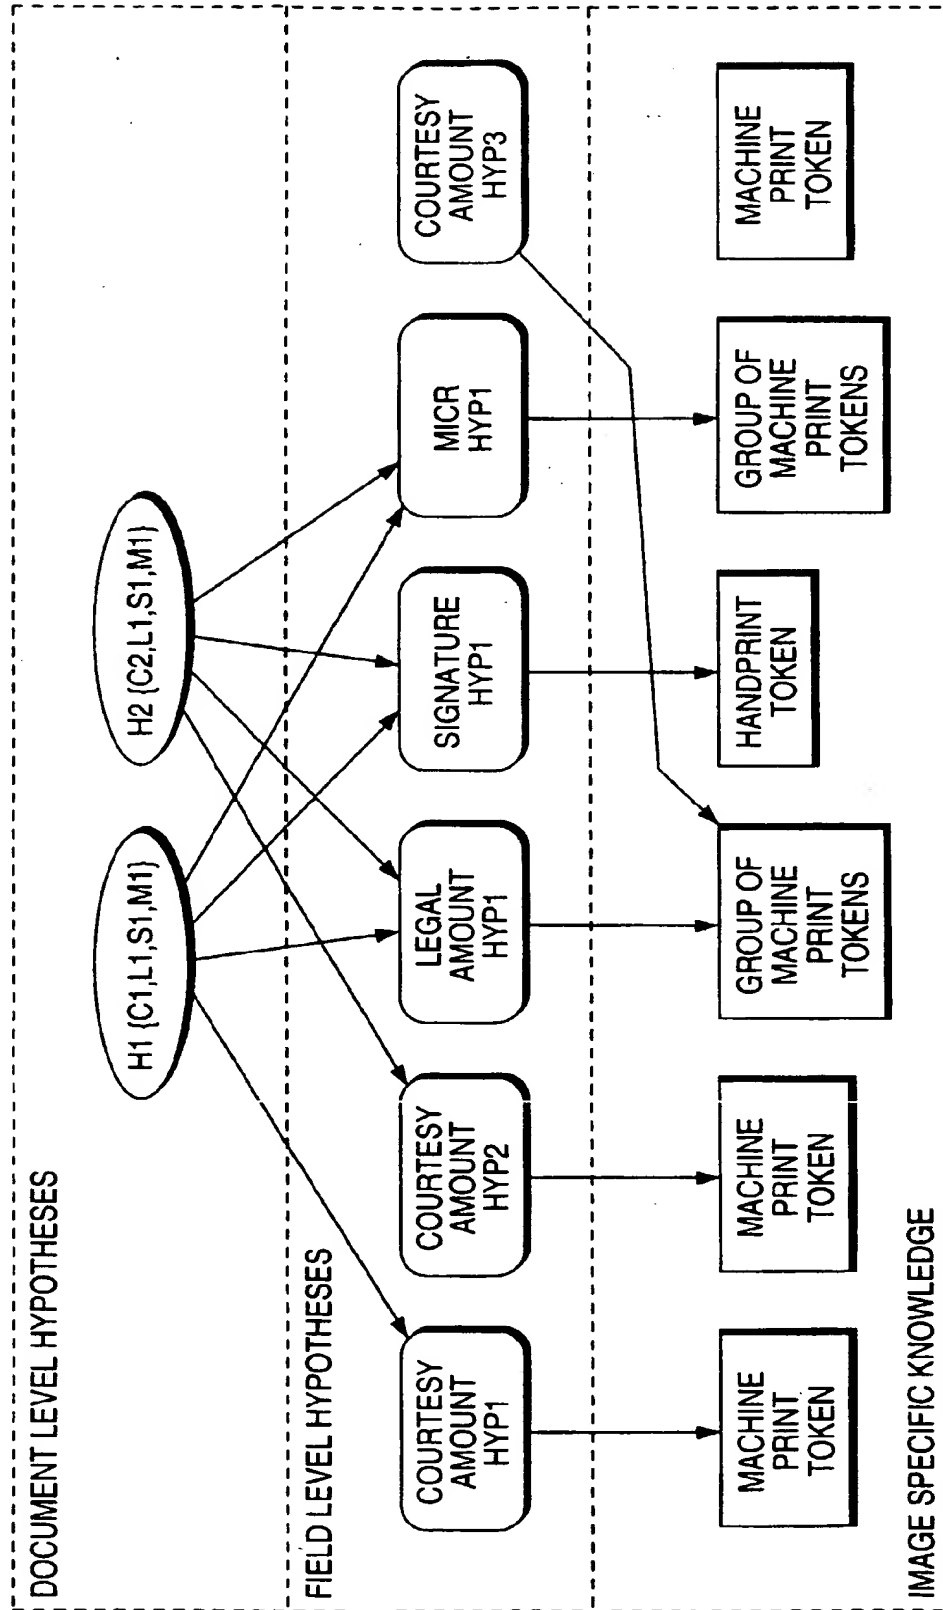 DOCUMENT LEVEL HYPOTHESES
H1 {C1,L1,S1,M1}
H2 {C2,L1,S1,M1}
FIELD LEVEL HYPOTHESES
COURTESY
AMOUNT
HYP1
COURTESY
AMOUNT
HYP2
LEGAL
AMOUNT
HYP1
SIGNATURE
HYP1
MICR
HYP1
COURTESY
AMOUNT
HYP3
MACHINE
PRINT
TOKEN
MACHINE
PRINT
TOKEN
GROUP OF
MACHINE
PRINT
TOKENS
HANDPRINT
TOKEN
GROUP OF
MACHINE
PRINT
TOKENS
MACHINE
PRINT
TOKEN
IMAGE SPECIFIC KNOWLEDGE